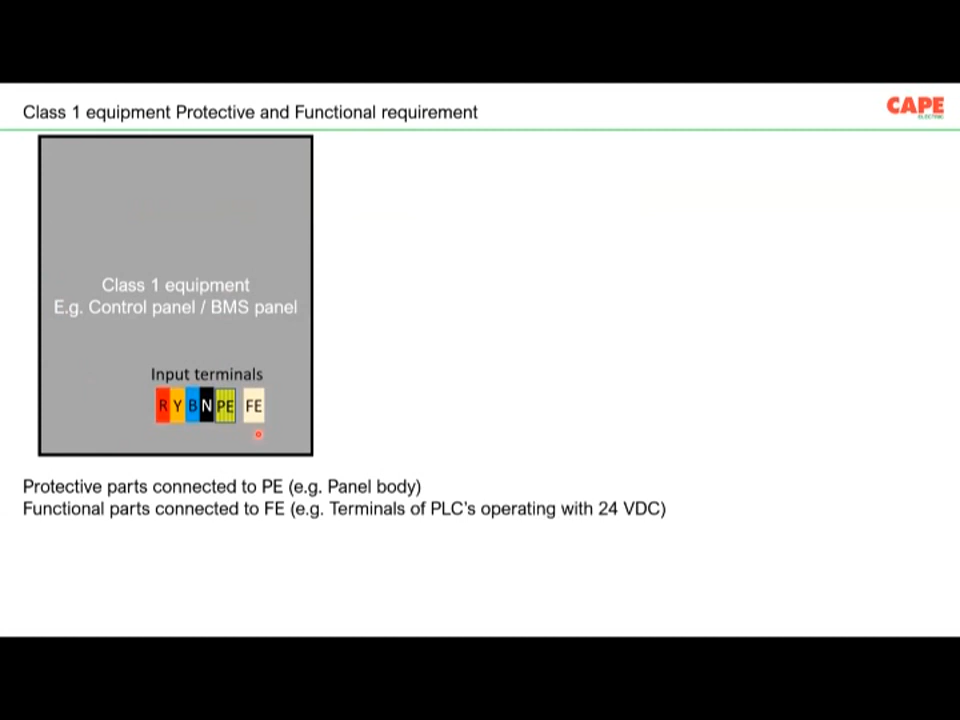 Class 1 equipment Protective and Functional requirement
CAPE
ELECTRIC
Class 1 equipment
E.g. Control panel / BMS panel
Input terminals
R Y B N PE FE
Protective parts connected to PE (e.g. Panel body)
Functional parts connected to FE (e.g. Terminals of PLC's operating with 24 VDC)